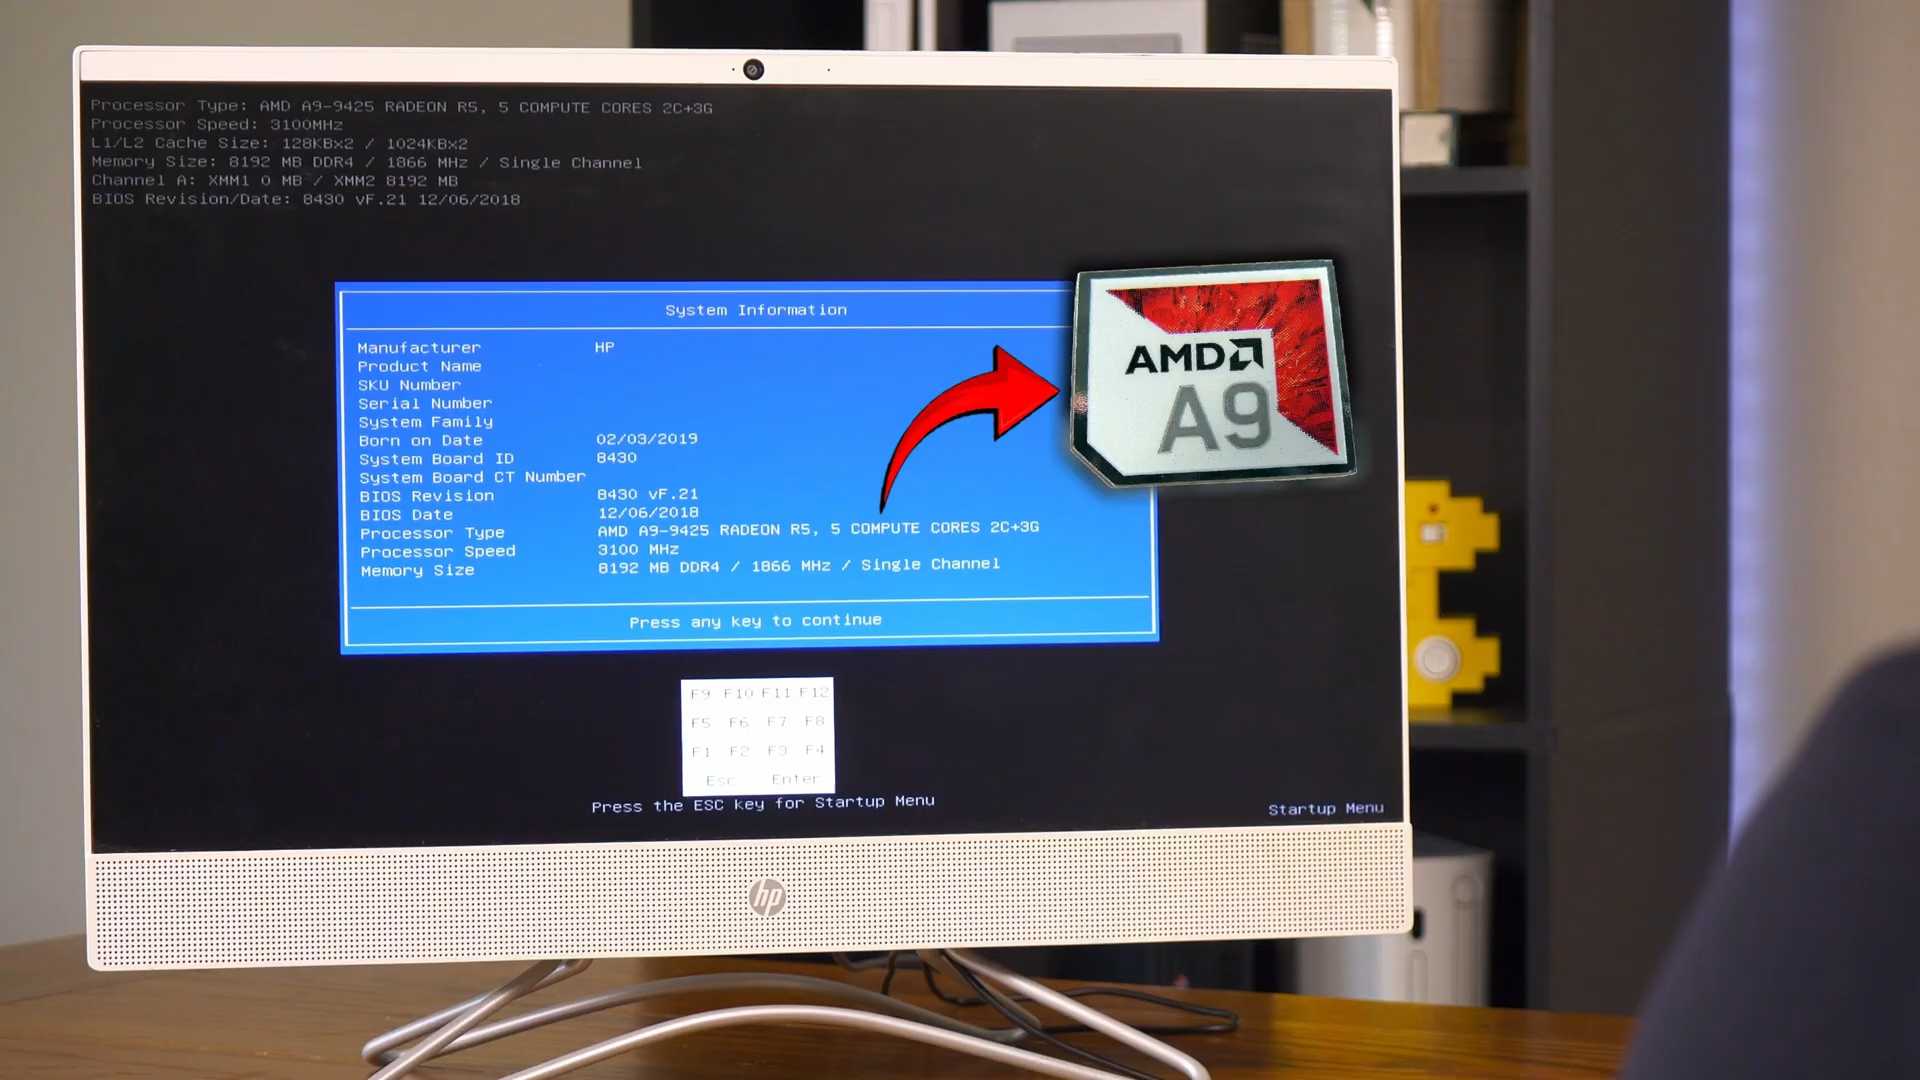 Processor Type: AMD A9-9425 RADEON R5, 5 COMPUTE CORES 2C+3G
Processor Speed: 3100MHz
L1/L2 Cache Size: 128KBx2 / 1024KBx2
Memory Size: 8192 MB DDR4 / 1866 MHz / Single Channel
Channel A: XMM1 0 MB / XMM2 8192 MB
BIOS Revision/Date: 8430 vF.21 12/06/2018
System Information
Manufacturer HP
Product Name
SKU Number
Serial Number
System Family
Born on Date 02/03/2019
System Board ID 8430
System Board CT Number
BIOS Revision 8430 vF.21
BIOS Date 12/06/2018
Processor Type AMD A9-9425 RADEON R5, 5 COMPUTE CORES 2C+3G
Processor Speed 3100 MHz
Memory Size 8192 MB DDR4 / 1866 MHz / Single Channel
Press any key to continue
AMD
A9
F9 F10 F11 F12
F5 F6 F7 F8
F1 F2 F3 F4
Esc Enter
Press the ESC key for Startup Menu
Startup Menu
hp